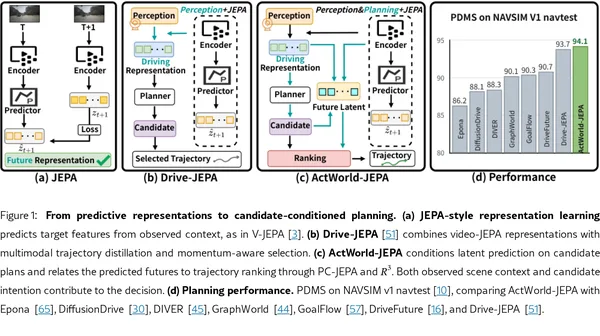 T
T+1
Encoder
Encoder
Predictor
z̃t+1
Loss
z̃t+1
Future Representation
(a) JEPA
Perception
Perception+JEPA
Driving
Representation
Encoder
Planner
Predictor
Candidate
z̃t+1
Selected Trajectory
(b) Drive-JEPA
Perception
Perception&Planning+JEPA
Driving
Representation
Encoder
Planner
Future Latent
Predictor
Candidate
z̃t+1
Ranking
Trajectory
(c) ActWorld-JEPA
PDMS on NAVSIM V1 navtest
95
90
85
80
86.2
88.1
88.3
90.1
90.3
90.7
93.7
94.1
Epona
DiffusionDrive
DIVER
GraphWorld
GoalFlow
DriveFuture
Drive-JEPA
ActWorld-JEPA
(d) Performance
Figure 1: From predictive representations to candidate-conditioned planning. (a) JEPA-style representation learning
predicts target features from observed context, as in V-JEPA [3]. (b) Drive-JEPA [51] combines video-JEPA representations with
multimodal trajectory distillation and momentum-aware selection. (c) ActWorld-JEPA conditions latent prediction on candidate
plans and relates the predicted futures to trajectory ranking through PC-JEPA and R³. Both observed scene context and candidate
intention contribute to the decision. (d) Planning performance. PDMS on NAVSIM v1 navtest [10], comparing ActWorld-JEPA with
Epona [65], DiffusionDrive [30], DIVER [45], GraphWorld [44], GoalFlow [57], DriveFuture [16], and Drive-JEPA [51].